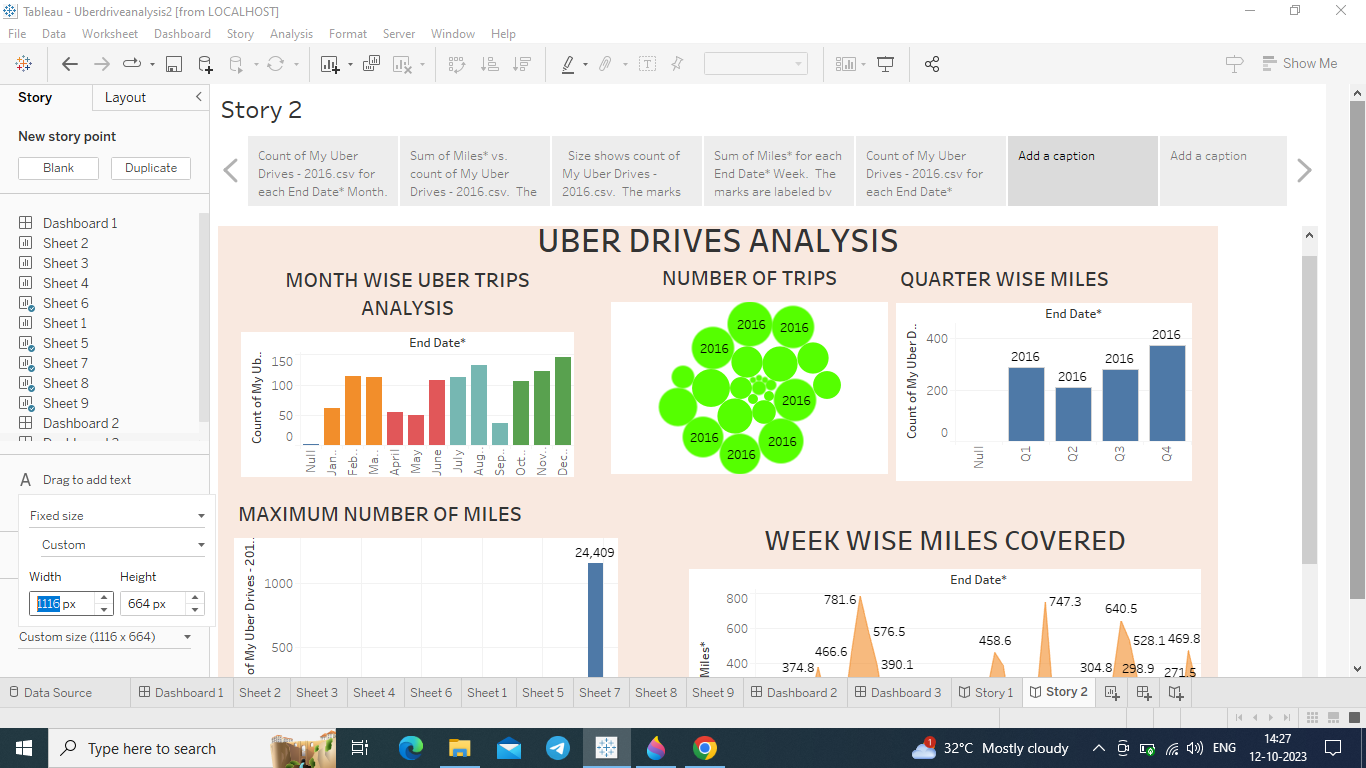 Tableau - Uberdriveanalysis2 [from LOCALHOST]
File Data Worksheet Dashboard Story Analysis Format Server Window Help
Show Me
Story Layout
New story point
Blank Duplicate
Dashboard 1
Sheet 2
Sheet 3
Sheet 4
Sheet 6
Sheet 1
Sheet 5
Sheet 7
Sheet 8
Sheet 9
Dashboard 2
A Drag to add text
Fixed size
Custom
Width Height
1116 px 664 px
Custom size (1116 x 664)
Story 2
Count of My Uber
Drives - 2016.csv for
each End Date* Month.
Sum of Miles* vs.
count of My Uber
Drives - 2016.csv. The
Size shows count of
My Uber Drives -
2016.csv. The marks
Sum of Miles* for each
End Date* Week. The
marks are labeled by
Count of My Uber
Drives - 2016.csv for
each End Date*
Add a caption
Add a caption
UBER DRIVES ANALYSIS
MONTH WISE UBER TRIPS
ANALYSIS
End Date*
Count of My Ub..
150
100
50
0
Null Jan.. Feb.. Ma.. April May June July Aug.. Sep.. Oct.. Nov.. Dec..
NUMBER OF TRIPS
2016 2016
2016
2016
2016 2016
2016
QUARTER WISE MILES
End Date*
Count of My Uber D..
400
200
0
2016 2016 2016 2016
Null Q1 Q2 Q3 Q4
MAXIMUM NUMBER OF MILES
of My Uber Drives - 201..
1000
500
24,409
WEEK WISE MILES COVERED
End Date*
Miles*
800
600
400
374.8 466.6 781.6 576.5 390.1 458.6 747.3 304.8 640.5 298.9 528.1 469.8 271.5
Data Source Dashboard 1 Sheet 2 Sheet 3 Sheet 4 Sheet 6 Sheet 1 Sheet 5 Sheet 7 Sheet 8 Sheet 9 Dashboard 2 Dashboard 3 Story 1 Story 2
Type here to search
1 32°C Mostly cloudy
ENG
14:27
12-10-2023